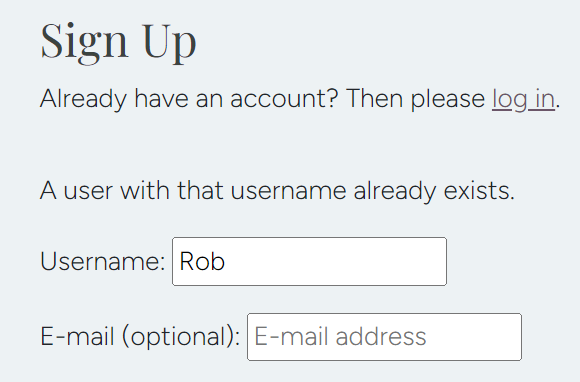 Sign Up
Already have an account? Then please log in.
A user with that username already exists.
Username: Rob
E-mail (optional): E-mail address